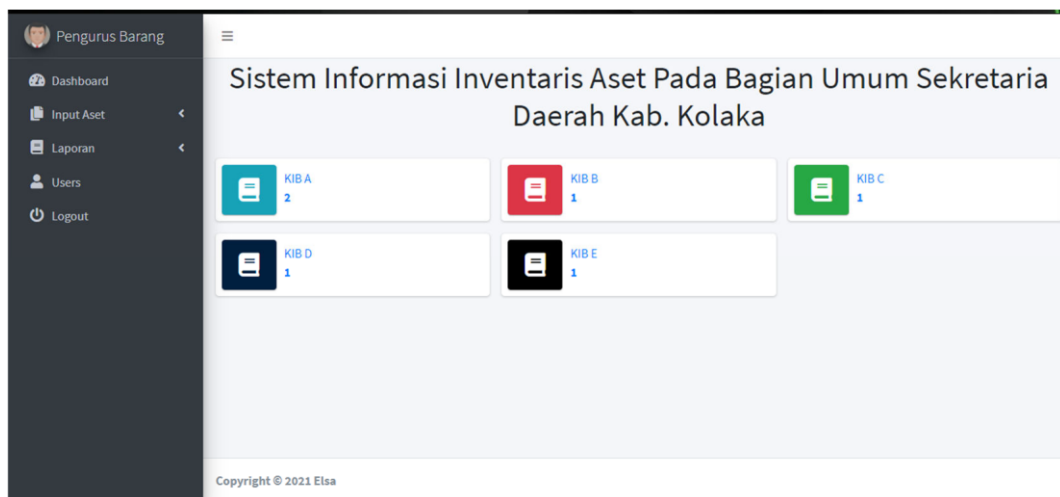 Pengurus Barang
Dashboard
Input Aset
Laporan
Users
Logout
Sistem Informasi Inventaris Aset Pada Bagian Umum Sekretaria
Daerah Kab. Kolaka
KIB A
2
KIB B
1
KIB C
1
KIB D
1
KIB E
1
Copyright © 2021 Elsa